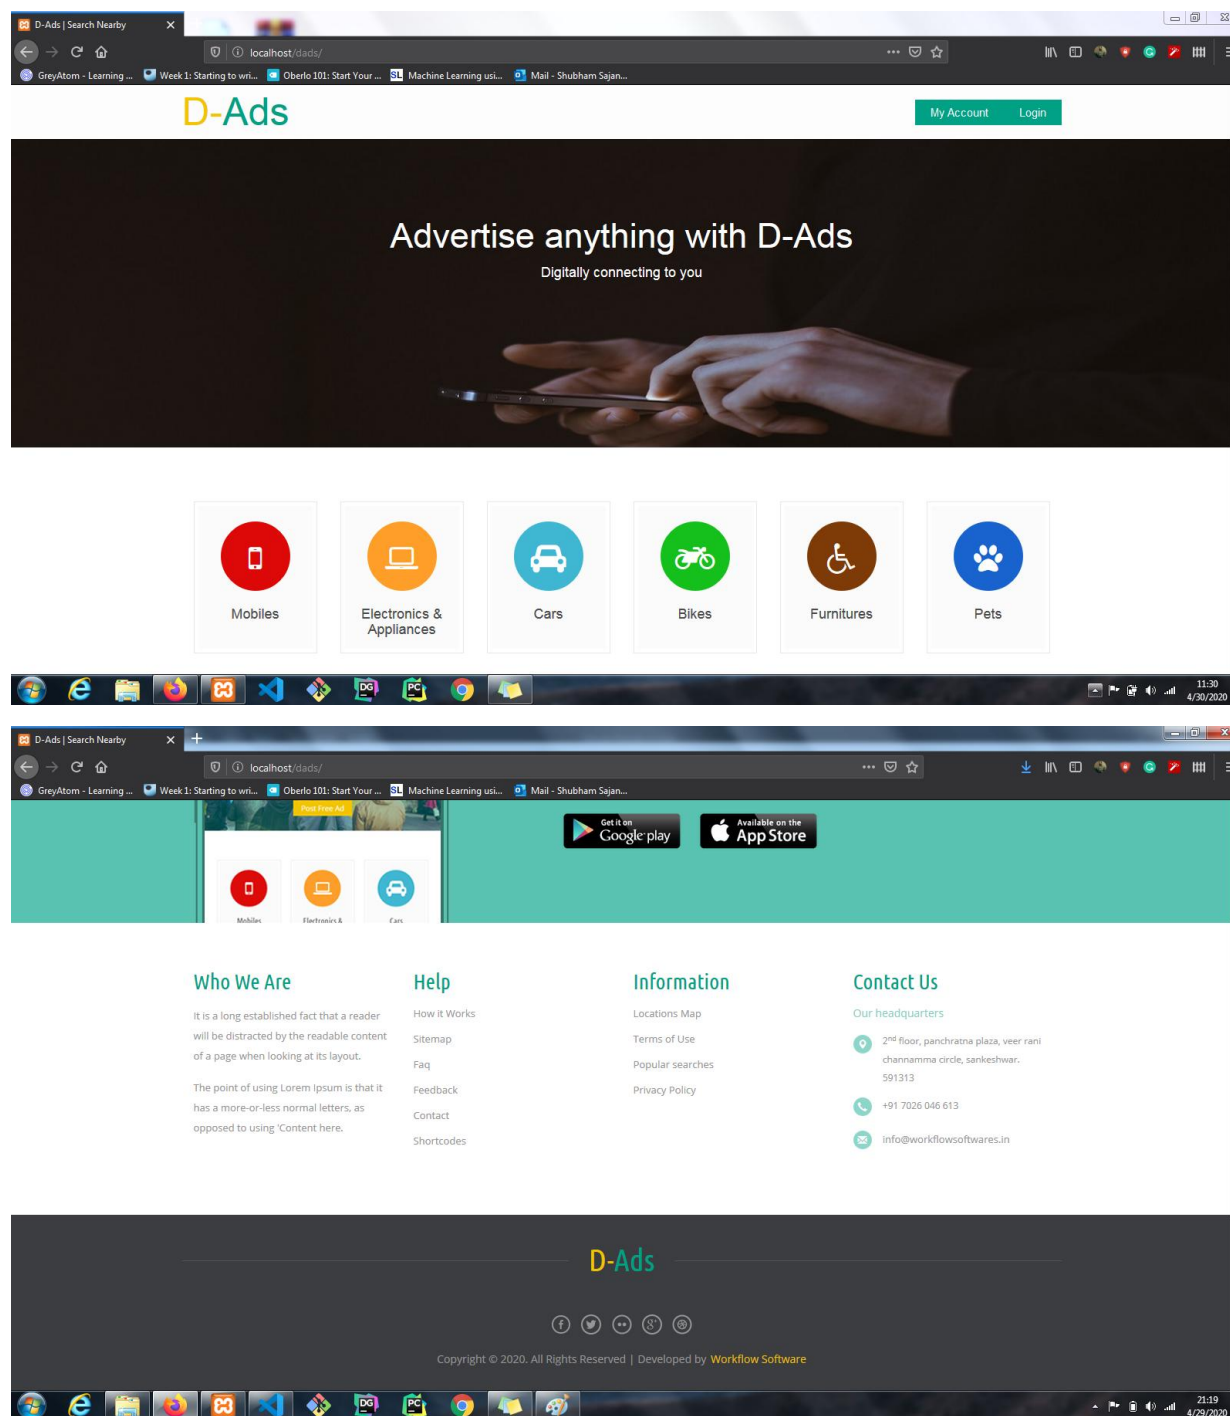 D-Ads | Search Nearby
localhost/dads/
GreyAtom - Learning ...
Week 1: Starting to wri...
Oberlo 101: Start Your ...
SL Machine Learning usi...
Mail - Shubham Sajan...
D-Ads
My Account
Login
Advertise anything with D-Ads
Digitally connecting to you
Mobiles
Electronics &
Appliances
Cars
Bikes
Furnitures
Pets
DG
PC
11:30
4/30/2020
D-Ads | Search Nearby
localhost/dads/
GreyAtom - Learning ...
Week 1: Starting to wri...
Oberlo 101: Start Your ...
SL Machine Learning usi...
Mail - Shubham Sajan...
Post Free Ad
Get it on
Google play
Available on the
App Store
Mobiles
Electronics &
Cars
Who We Are
It is a long established fact that a reader
will be distracted by the readable content
of a page when looking at its layout.
The point of using Lorem Ipsum is that it
has a more-or-less normal letters, as
opposed to using 'Content here.
Help
How it Works
Sitemap
Faq
Feedback
Contact
Shortcodes
Information
Locations Map
Terms of Use
Popular searches
Privacy Policy
Contact Us
Our headquarters
2nd floor, panchratna plaza, veer rani
channamma circle, sankeshwar.
591313
+91 7026 046 613
info@workflowsoftwares.in
D-Ads
Copyright © 2020. All Rights Reserved | Developed by Workflow Software
DG
PC
21:19
4/29/2020